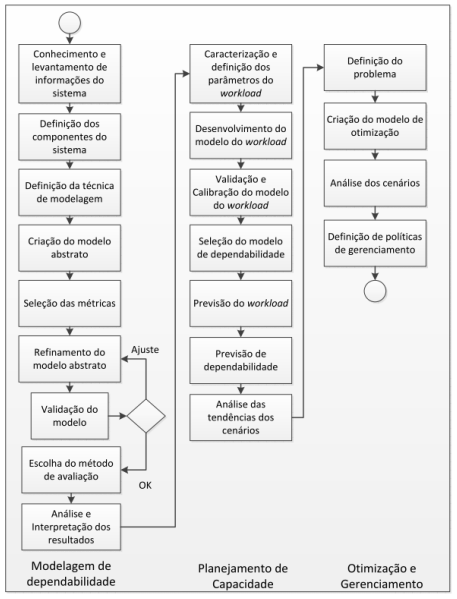 Conhecimento e
levantamento de
informações do
sistema
Definição dos
componentes do
sistema
Definição da técnica
de modelagem
Criação do modelo
abstrato
Seleção das métricas
Refinamento do
modelo abstrato
Ajuste
Validação do
modelo
Escolha do método
de avaliação
OK
Análise e
Interpretação dos
resultados
Modelagem de
dependabilidade
Caracterização e
definição dos
parâmetros do workload
Desenvolvimento do
modelo do workload
Validação e
Calibração do modelo
do workload
Seleção do modelo
de dependabilidade
Previsão do workload
Previsão de
dependabilidade
Análise das
tendências dos
cenários
Planejamento de
Capacidade
Definição do
problema
Criação do modelo de
otimização
Análise dos cenários
Definição de políticas
de gerenciamento
Otimização e
Gerenciamento